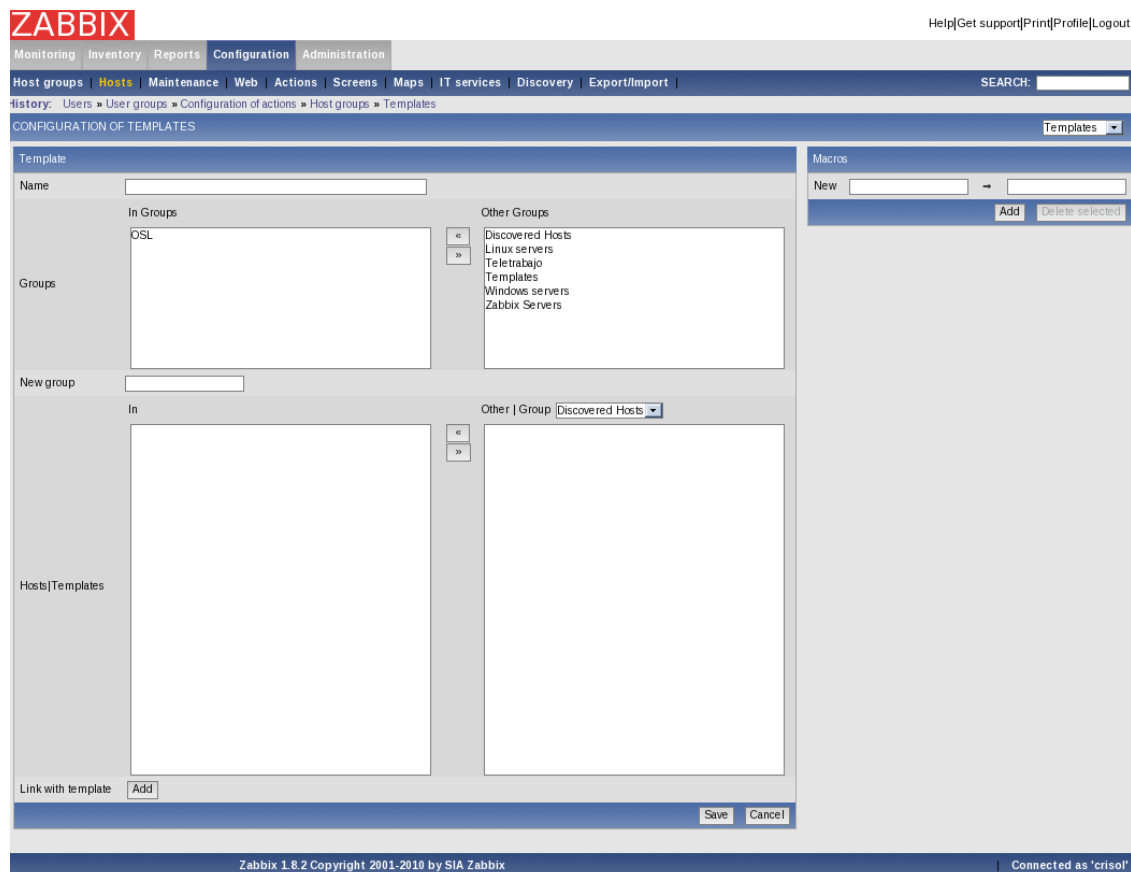 ZABBIX
Help|Get support|Print|Profile|Logout
Monitoring Inventory Reports Configuration Administration
Host groups | Hosts | Maintenance | Web | Actions | Screens | Maps | IT services | Discovery | Export/Import | SEARCH:
History: Users » User groups » Configuration of actions » Host groups » Templates
CONFIGURATION OF TEMPLATES Templates
Template
Macros
Name
New →
Add Delete selected
In Groups Other Groups
Groups
OSL
«
»
Discovered Hosts
Linux servers
Teletrabajo
Templates
Windows servers
Zabbix Servers
New group
In Other | Group Discovered Hosts
«
»
Hosts|Templates
Link with template Add
Save Cancel
Zabbix 1.8.2 Copyright 2001-2010 by SIA Zabbix | Connected as 'crisol'